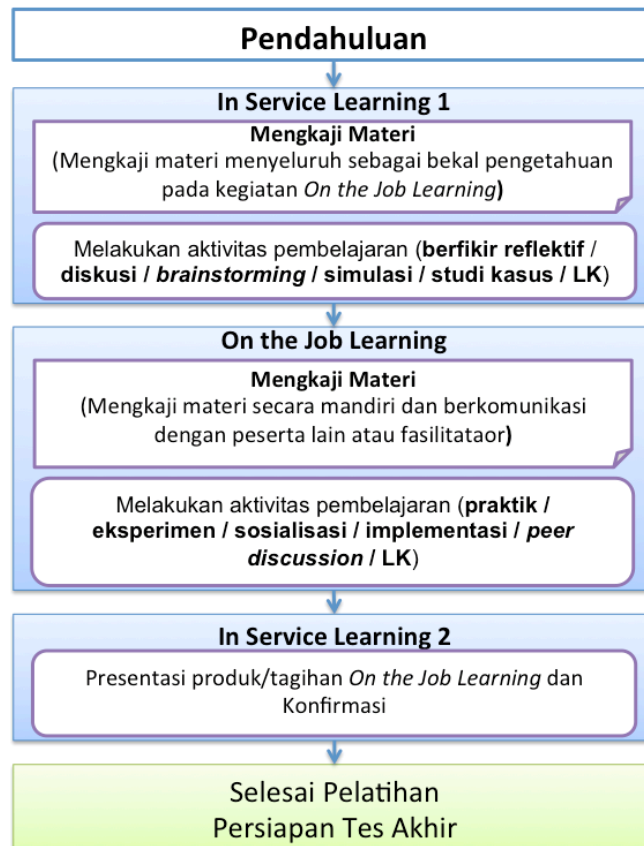 Pendahuluan
In Service Learning 1
Mengkaji Materi
(Mengkaji materi menyeluruh sebagai bekal pengetahuan
pada kegiatan On the Job Learning)
Melakukan aktivitas pembelajaran (berfikir reflektif /
diskusi / brainstorming / simulasi / studi kasus / LK)
On the Job Learning
Mengkaji Materi
(Mengkaji materi secara mandiri dan berkomunikasi
dengan peserta lain atau fasilitataor)
Melakukan aktivitas pembelajaran (praktik /
eksperimen / sosialisasi / implementasi / peer
discussion / LK)
In Service Learning 2
Presentasi produk/tagihan On the Job Learning dan
Konfirmasi
Selesai Pelatihan
Persiapan Tes Akhir